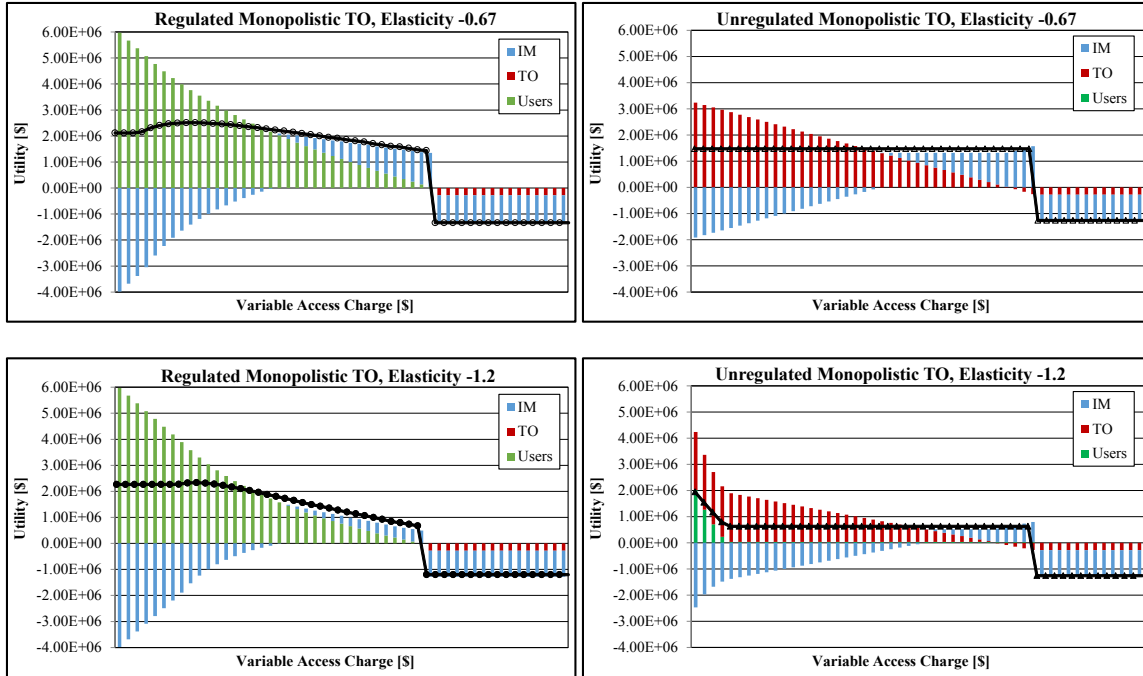 Regulated Monopolistic TO, Elasticity -0.67
6.00E+06
5.00E+06
4.00E+06
3.00E+06
2.00E+06
1.00E+06
0.00E+00
-1.00E+06
-2.00E+06
-3.00E+06
-4.00E+06
Utility [$]
IM
TO
Users
Variable Access Charge [$]
Unregulated Monopolistic TO, Elasticity -0.67
6.00E+06
5.00E+06
4.00E+06
3.00E+06
2.00E+06
1.00E+06
0.00E+00
-1.00E+06
-2.00E+06
-3.00E+06
-4.00E+06
Utility [$]
IM
TO
Users
Variable Access Charge [$]
Regulated Monopolistic TO, Elasticity -1.2
6.00E+06
5.00E+06
4.00E+06
3.00E+06
2.00E+06
1.00E+06
0.00E+00
-1.00E+06
-2.00E+06
-3.00E+06
-4.00E+06
Utility [$]
IM
TO
Users
Variable Access Charge [$]
Unregulated Monopolistic TO, Elasticity -1.2
6.00E+06
5.00E+06
4.00E+06
3.00E+06
2.00E+06
1.00E+06
0.00E+00
-1.00E+06
-2.00E+06
-3.00E+06
-4.00E+06
Utility [$]
IM
TO
Users
Variable Access Charge [$]